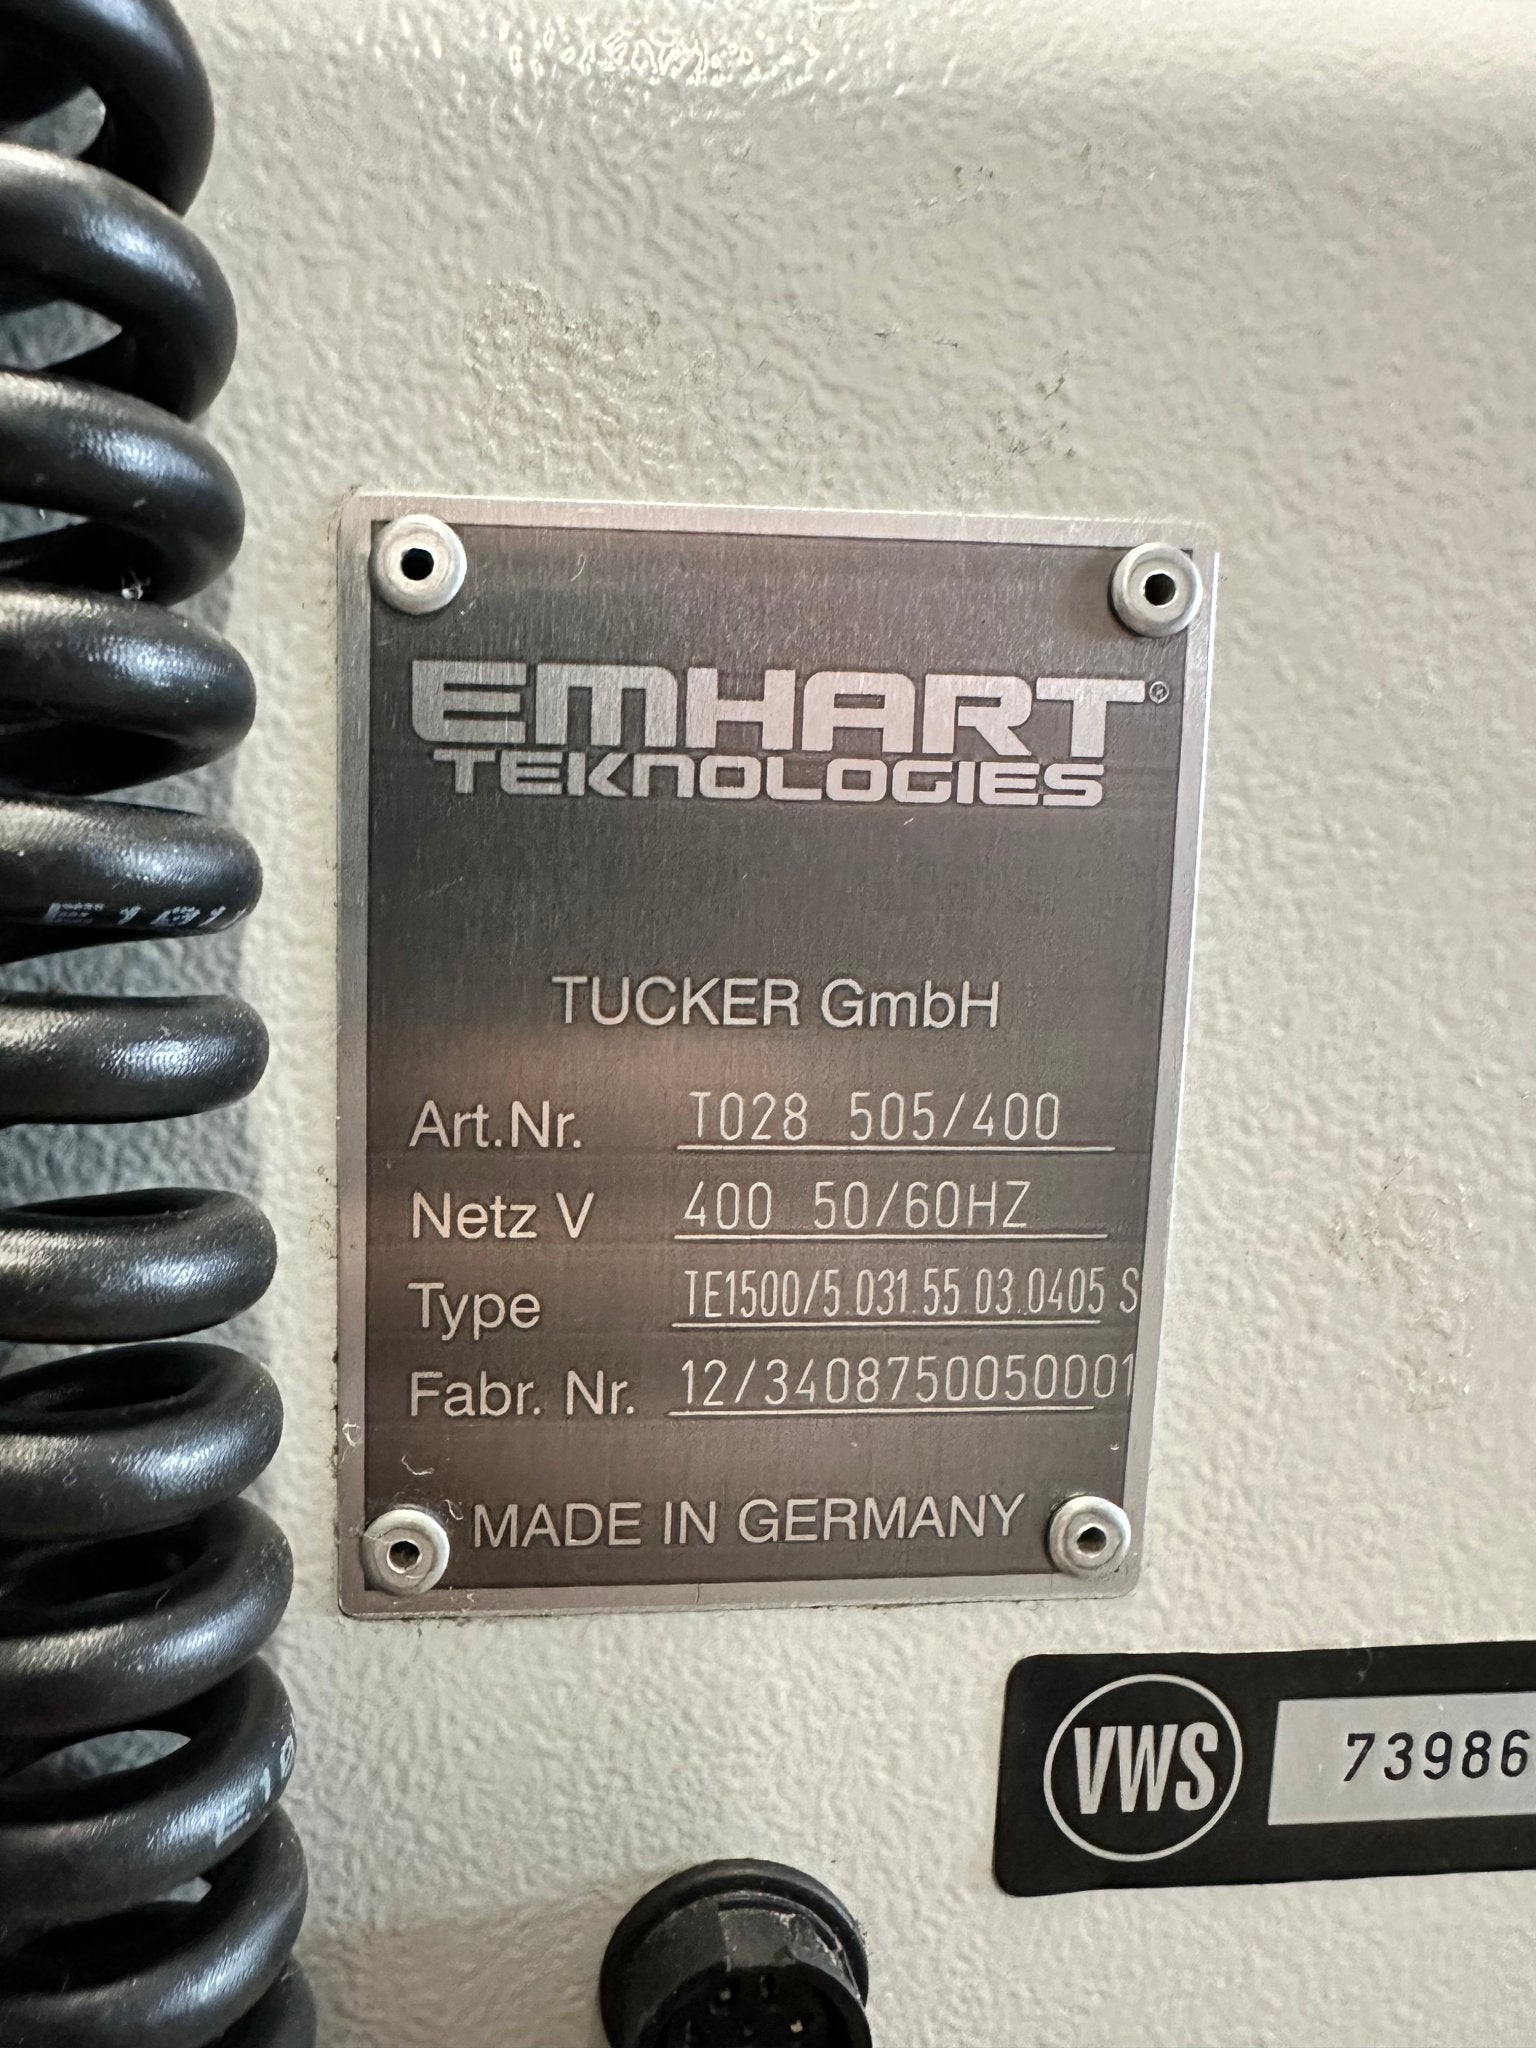 EMHART®
TEKNOLOGIES
TUCKER GmbH
Art.Nr. T028 505/400
Netz V 400 50/60HZ
Type TE1500/5.031.55.03.0405 S
Fabr. Nr. 12/3408750050001
MADE IN GERMANY
VWS 73986